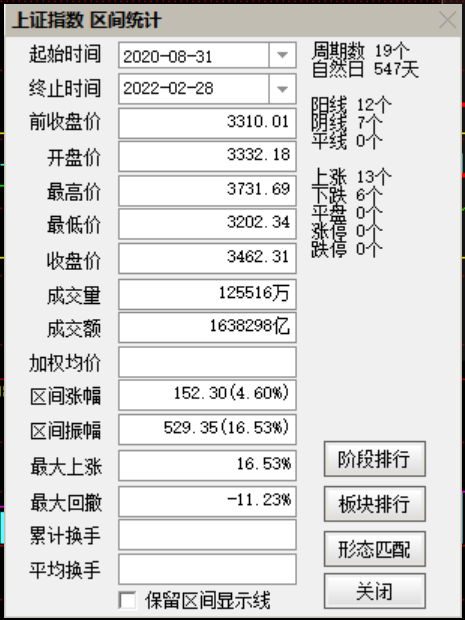 上证指数 区间统计
起始时间 2020-08-31
终止时间 2022-02-28
前收盘价 3310.01
开盘价 3332.18
最高价 3731.69
最低价 3202.34
收盘价 3462.31
成交量 125516万
成交额 1638298亿
加权均价
区间涨幅 152.30(4.60%)
区间振幅 529.35(16.53%)
最大上涨 16.53%
最大回撤 -11.23%
累计换手
平均换手
保留区间显示线
周期数 19个
自然日 547天
阳线 12个
阴线 7个
平线 0个
上涨 13个
下跌 6个
平盘 0个
涨停 0个
跌停 0个
阶段排行
板块排行
形态匹配
关闭